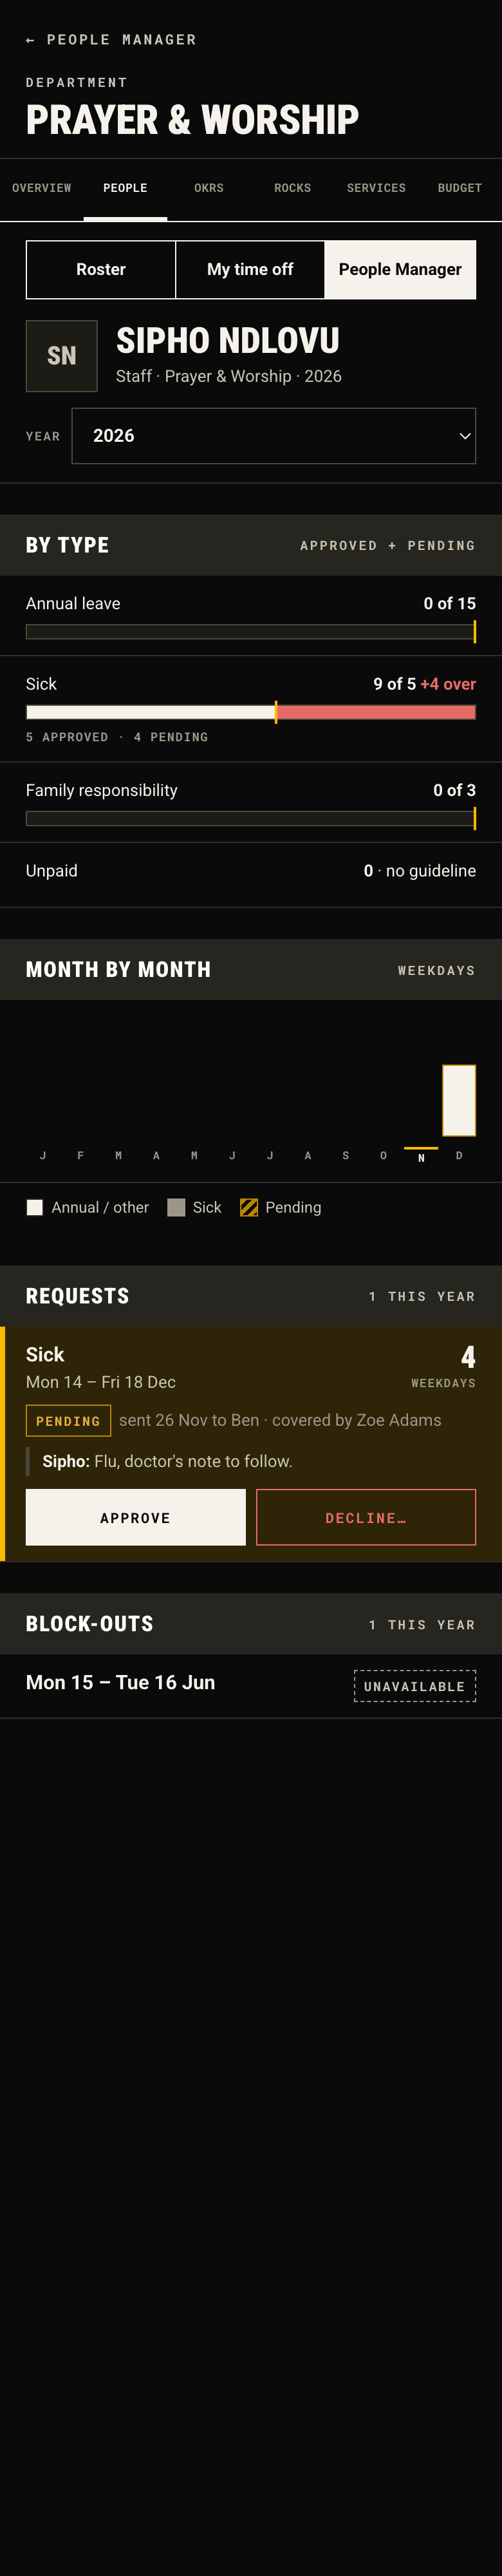 ← PEOPLE MANAGER
DEPARTMENT
PRAYER & WORSHIP
OVERVIEW PEOPLE OKRS ROCKS SERVICES BUDGET
Roster My time off People Manager
SN
SIPHO NDLOVU
Staff · Prayer & Worship · 2026
YEAR 2026
BY TYPE APPROVED + PENDING
Annual leave 0 of 15
Sick 9 of 5 +4 over
5 APPROVED · 4 PENDING
Family responsibility 0 of 3
Unpaid 0 · no guideline
MONTH BY MONTH WEEKDAYS
J F M A M J J A S O N D
Annual / other Sick Pending
REQUESTS 1 THIS YEAR
Sick 4
Mon 14 – Fri 18 Dec WEEKDAYS
PENDING sent 26 Nov to Ben · covered by Zoe Adams
Sipho: Flu, doctor's note to follow.
APPROVE DECLINE…
BLOCK-OUTS 1 THIS YEAR
Mon 15 – Tue 16 Jun UNAVAILABLE